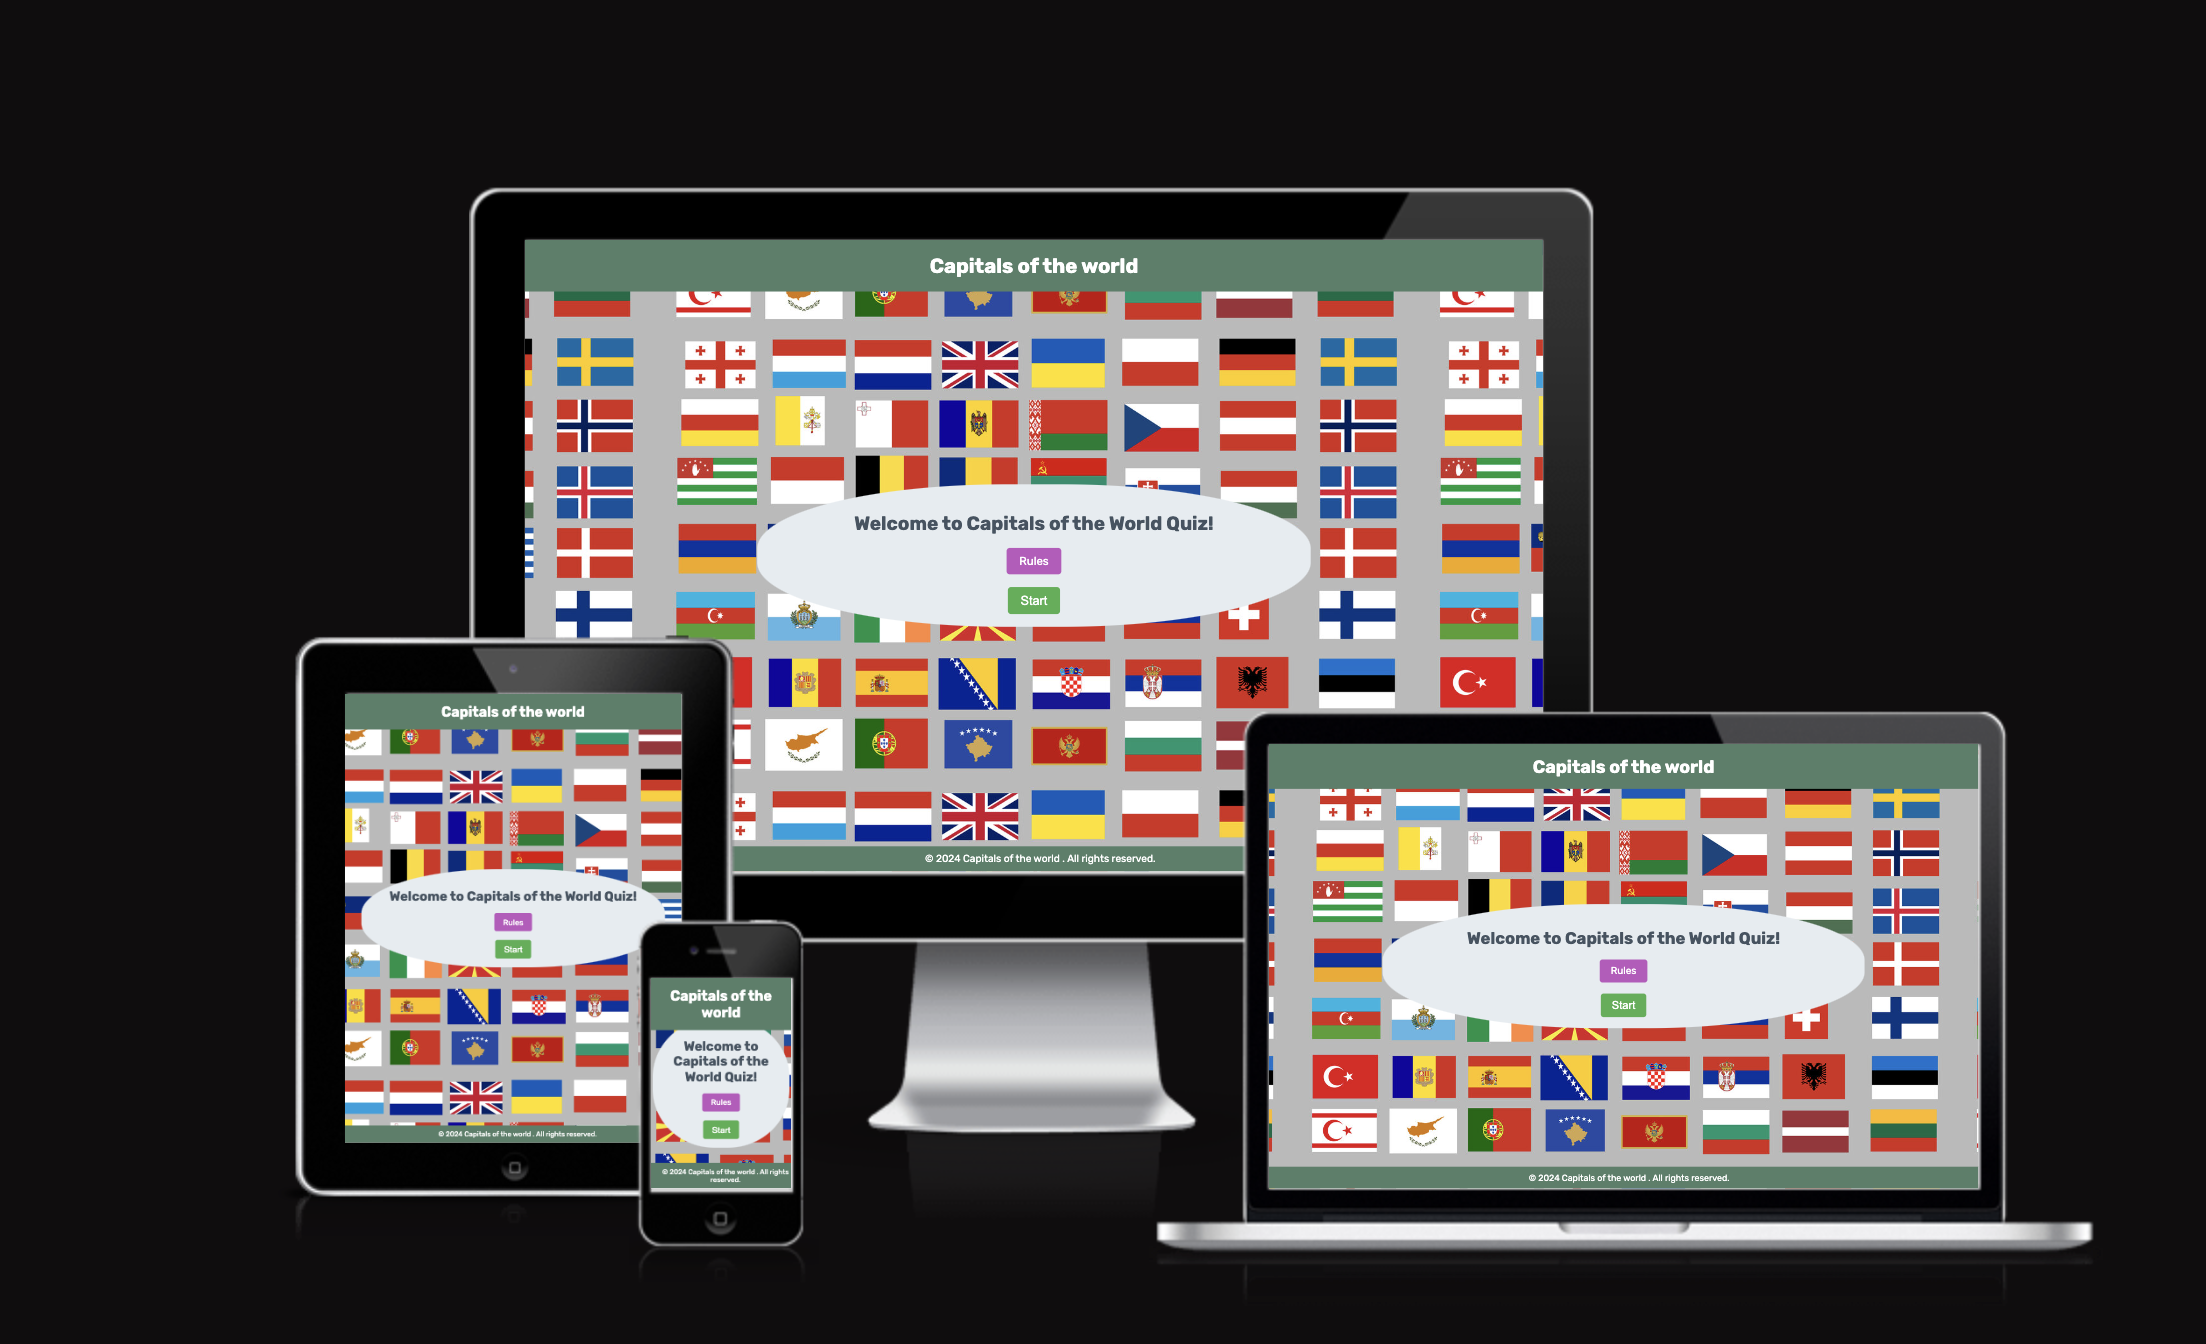 Capitals of the world
Welcome to Capitals of the World Quiz!
Rules
Start
© 2024 Capitals of the world . All rights reserved.
Capitals of the world
Welcome to Capitals of the World Quiz!
Rules
Start
© 2024 Capitals of the world . All rights reserved.
Capitals of the
world
Welcome to
Capitals of the
World Quiz!
Rules
Start
© 2024 Capitals of the world . All rights
reserved.
Capitals of the world
Welcome to Capitals of the World Quiz!
Rules
Start
© 2024 Capitals of the world . All rights reserved.